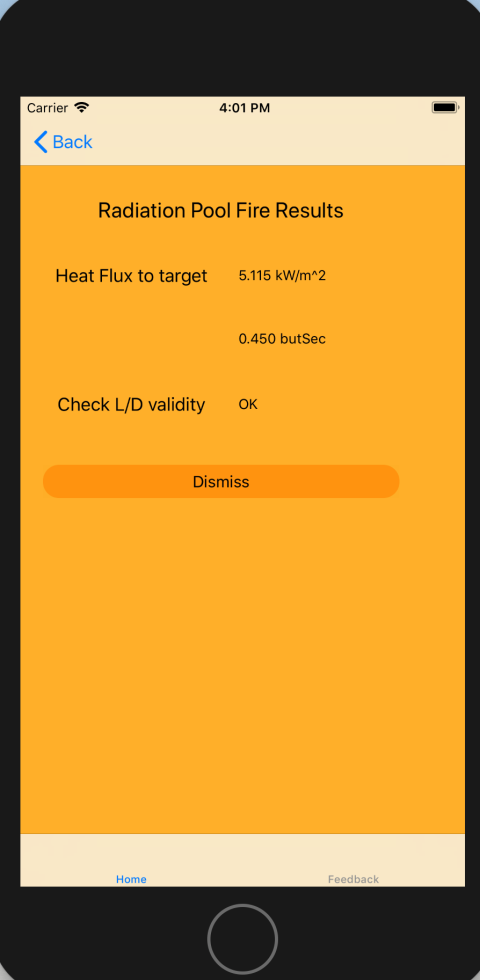 Carrier 4:01 PM
Back
Radiation Pool Fire Results
Heat Flux to target 5.115 kW/m^2
0.450 butSec
Check L/D validity OK
Dismiss
Home Feedback